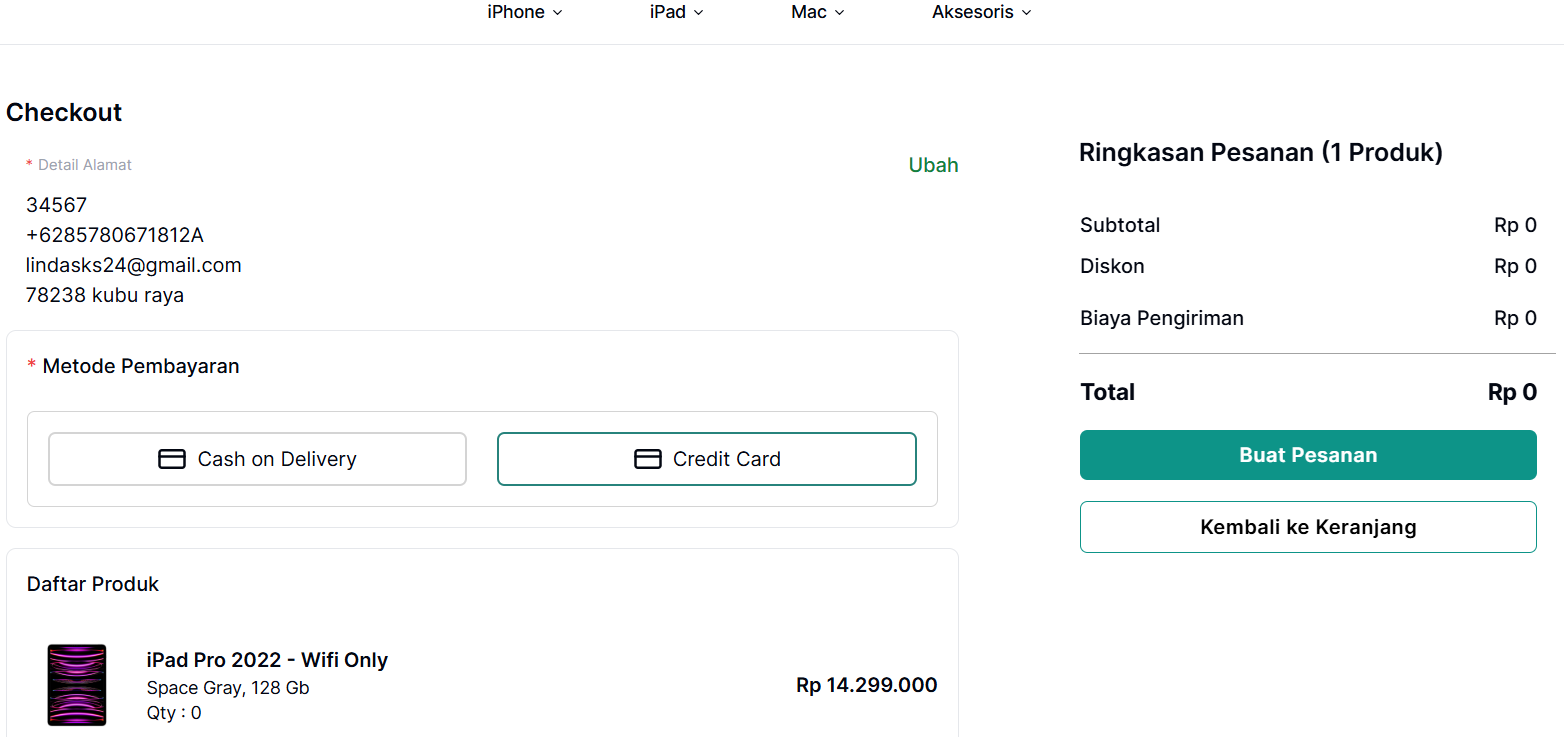 iPhone
iPad
Mac
Aksesoris
Checkout
* Detail Alamat
Ubah
34567
+6285780671812A
lindasks24@gmail.com
78238 kubu raya
* Metode Pembayaran
Cash on Delivery
Credit Card
Daftar Produk
iPad Pro 2022 - Wifi Only
Space Gray, 128 Gb
Qty : 0
Rp 14.299.000
Ringkasan Pesanan (1 Produk)
Subtotal Rp 0
Diskon Rp 0
Biaya Pengiriman Rp 0
Total Rp 0
Buat Pesanan
Kembali ke Keranjang